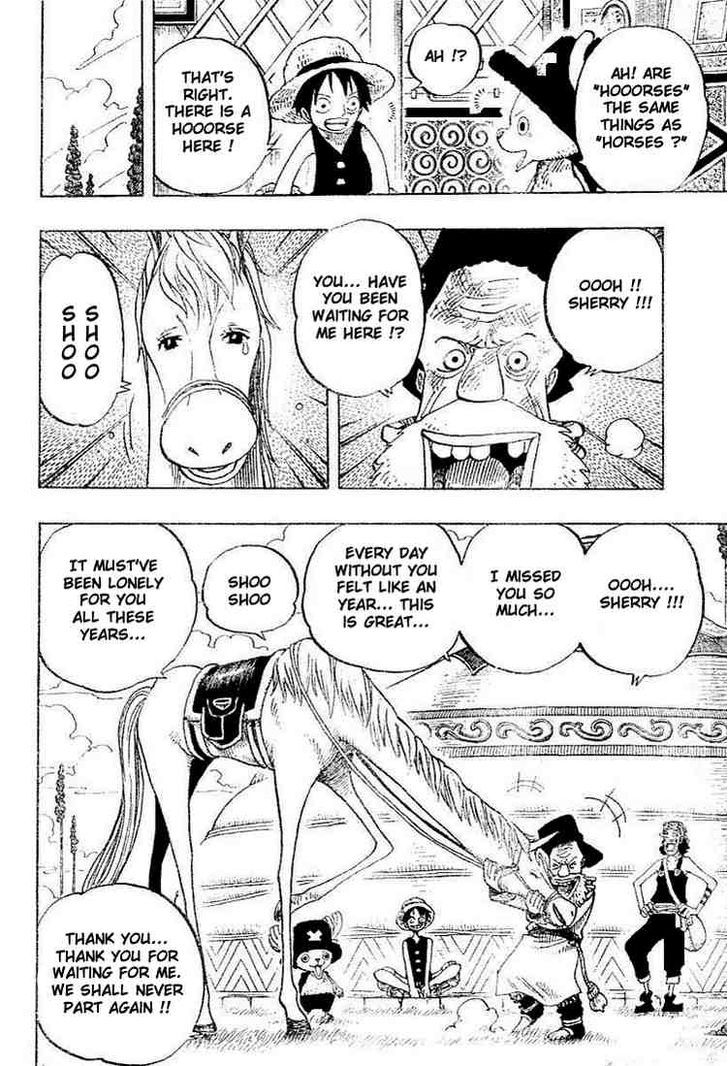 AH! ARE
"HOOORSES"
THE SAME
THINGS AS
"HORSES ?"
AH !?
THAT'S
RIGHT.
THERE IS A
HOOORSE
HERE !
OOOH !!
SHERRY !!!
YOU... HAVE
YOU BEEN
WAITING FOR
ME HERE !?
SHOO
SHOO
OOOH....
SHERRY !!!
I MISSED
YOU SO
MUCH...
EVERY DAY
WITHOUT YOU
FELT LIKE AN
YEAR... THIS
IS GREAT...
SHOO
SHOO
IT MUST'VE
BEEN LONELY
FOR YOU
ALL THESE
YEARS...
THANK YOU...
THANK YOU FOR
WAITING FOR ME.
WE SHALL NEVER
PART AGAIN !!